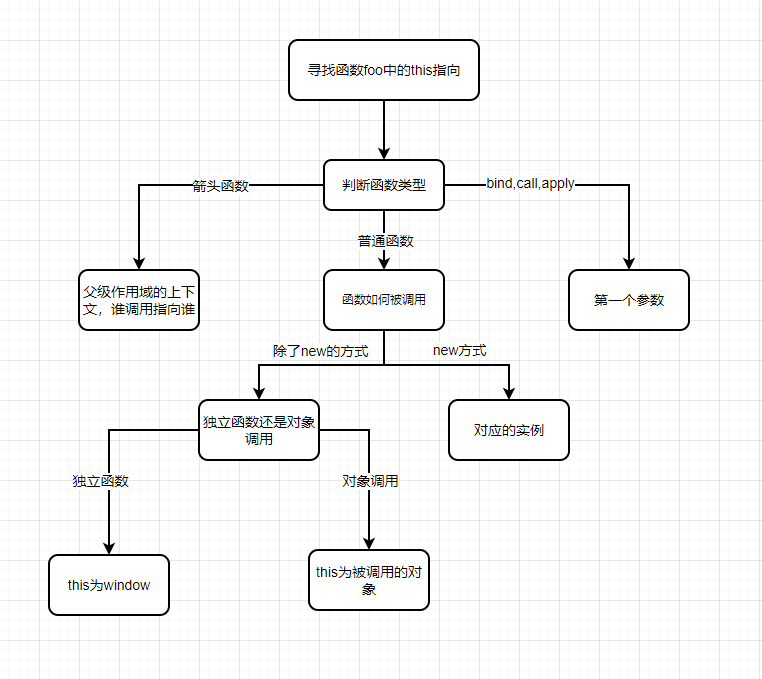 寻找函数foo中的this指向
判断函数类型
箭头函数
bind,call,apply
普通函数
父级作用域的上下
文，谁调用指向谁
函数如何被调用
第一个参数
除了new的方式
new方式
独立函数还是对象
调用
对应的实例
独立函数
对象调用
this为window
this为被调用的对
象